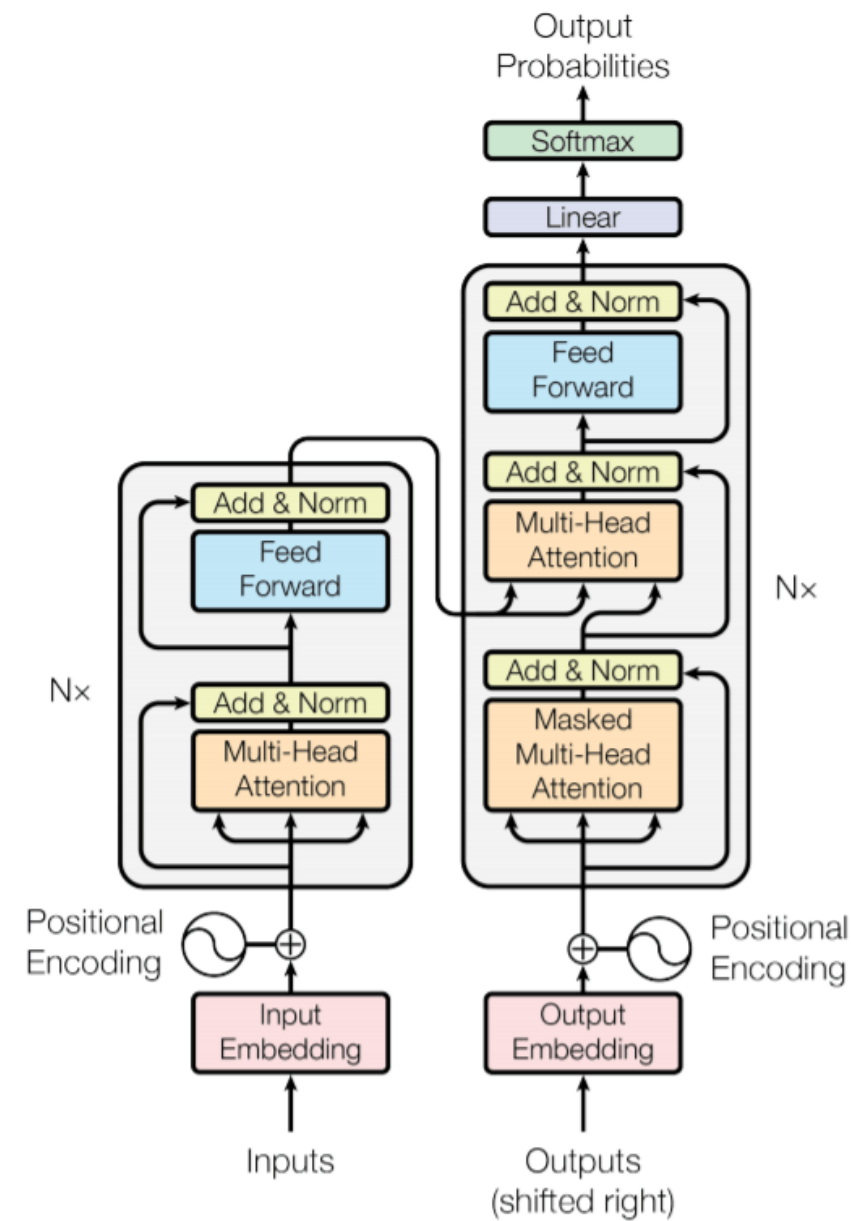 Output
Probabilities
Softmax
Linear
Add & Norm
Feed
Forward
Add & Norm
Multi-Head
Attention
Add & Norm
Masked
Multi-Head
Attention
Nx
Add & Norm
Feed
Forward
Add & Norm
Multi-Head
Attention
Nx
Positional
Encoding
Positional
Encoding
Input
Embedding
Output
Embedding
Inputs
Outputs
(shifted right)